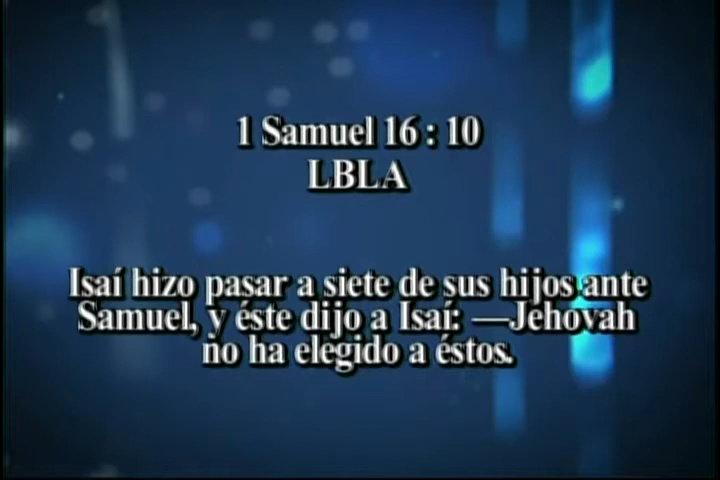 1 Samuel 16 : 10
LBLA
Isaí hizo pasar a siete de sus hijos ante
Samuel, y éste dijo a Isaí: —Jehovah
no ha elegido a éstos.